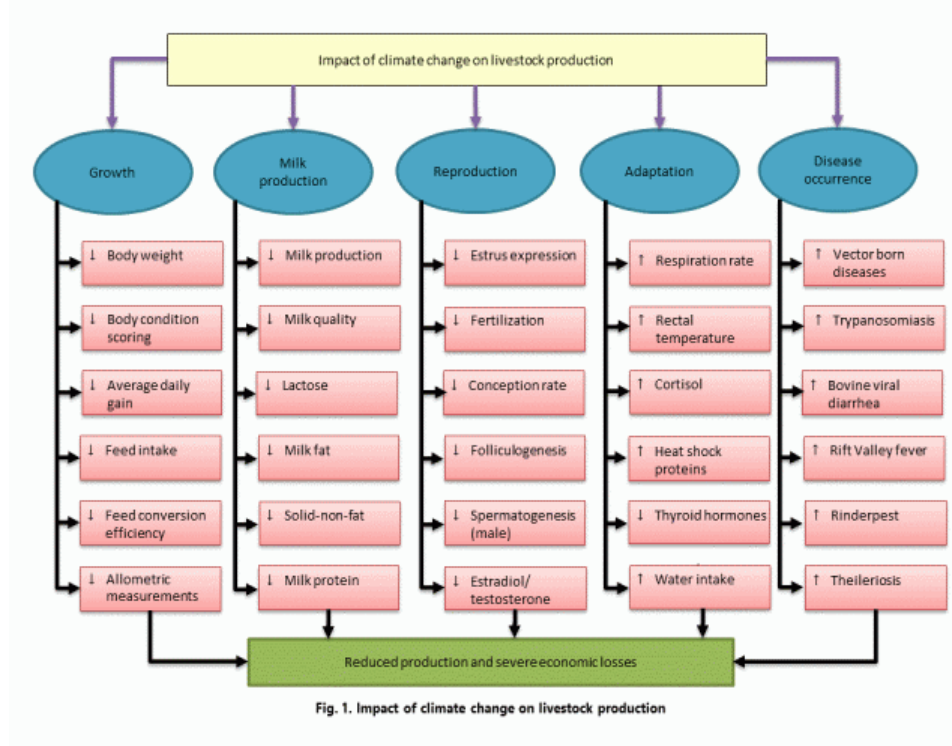 Impact of climate change on livestock production
Growth
Milk
production
Reproduction
Adaptation
Disease
occurrence
↓ Body weight
↓ Body condition
scoring
↓ Average daily
gain
↓ Feed intake
↓ Feed conversion
efficiency
↓ Allometric
measurements
↓ Milk production
↓ Milk quality
↓ Lactose
↓ Milk fat
↓ Solid-non-fat
↓ Milk protein
↓ Estrus expression
↓ Fertilization
↓ Conception rate
↓ Folliculogenesis
↓ Spermatogenesis
(male)
↓ Estradiol/
testosterone
↑ Respiration rate
↑ Rectal
temperature
↑ Cortisol
↑ Heat shock
proteins
↓ Thyroid hormones
↑ Water intake
↑ Vector born
diseases
↑ Trypanosomiasis
↑ Bovine viral
diarrhea
↑ Rift Valley fever
↑ Rinderpest
↑ Theileriosis
Reduced production and severe economic losses
Fig. 1. Impact of climate change on livestock production